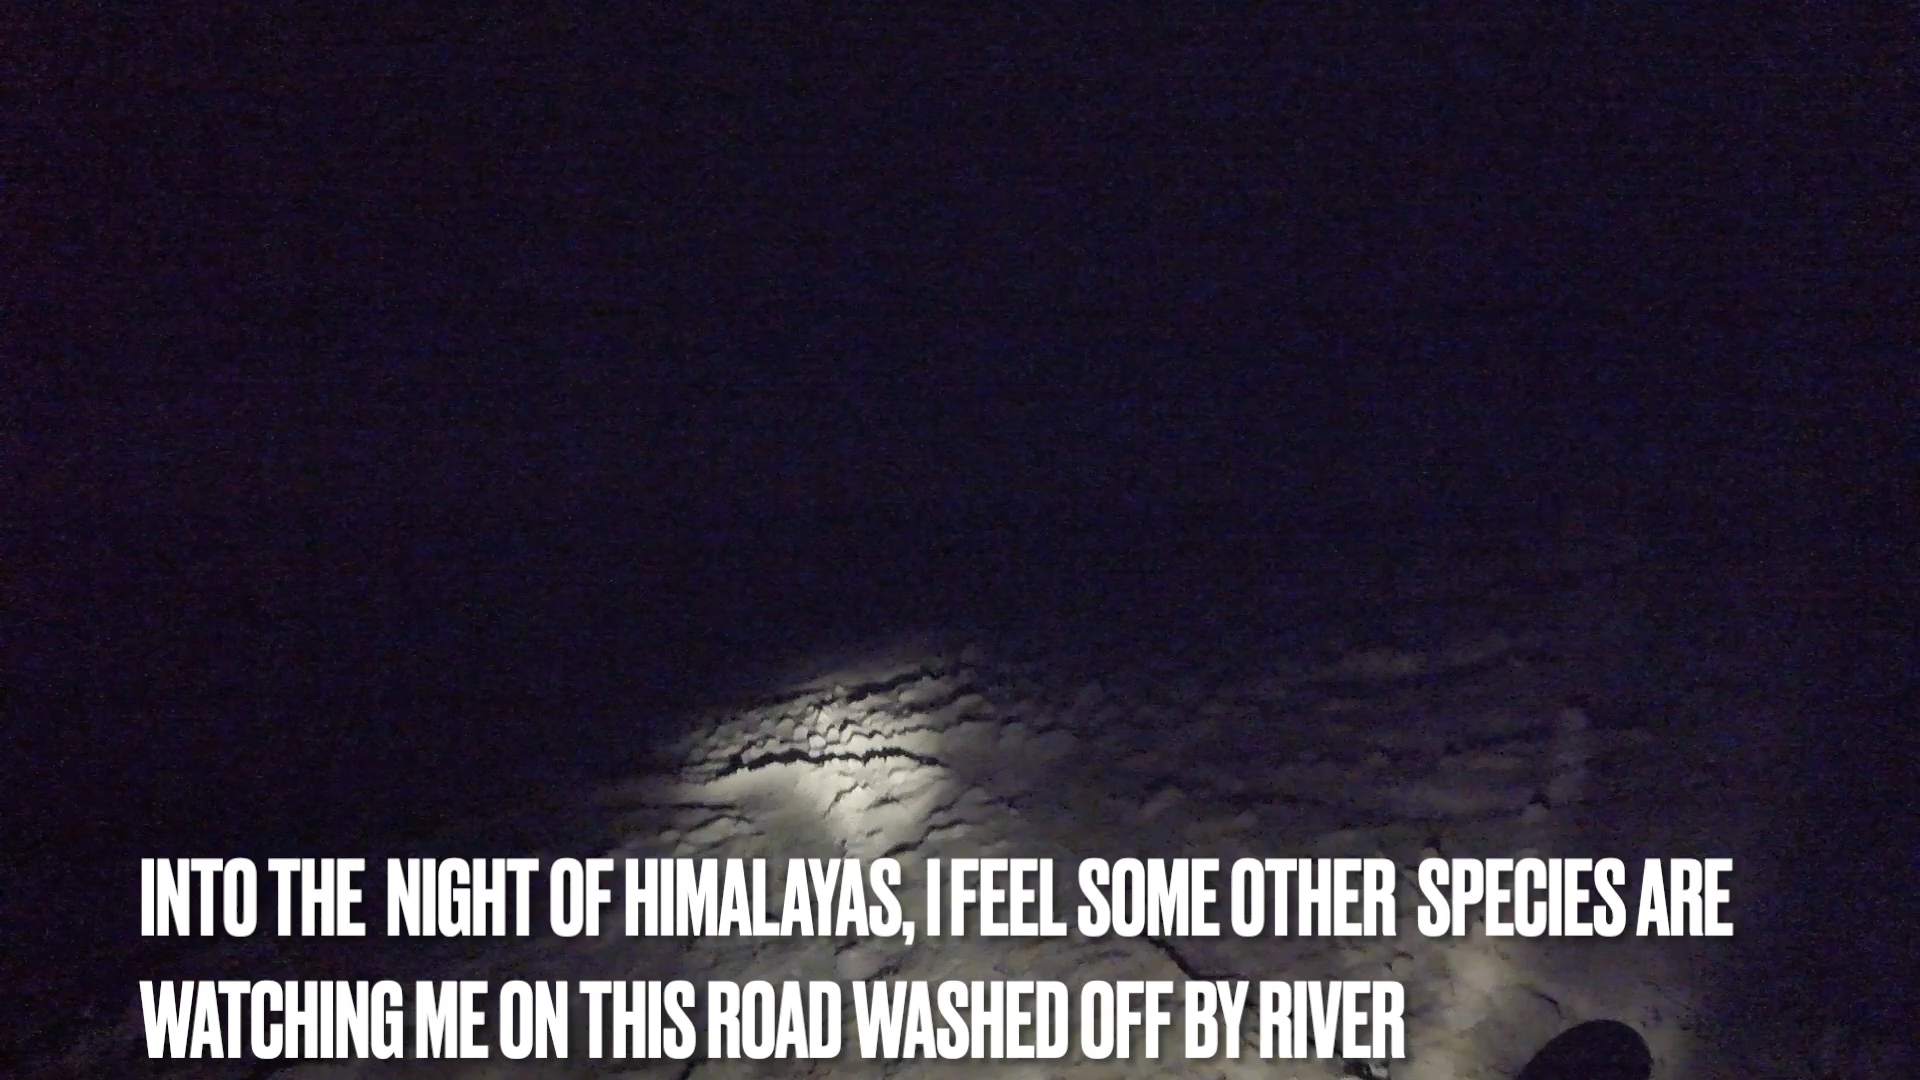 INTO THE NIGHT OF HIMALAYAS, I FEEL SOME OTHER SPECIES ARE
WATCHING ME ON THIS ROAD WASHED OFF BY RIVER